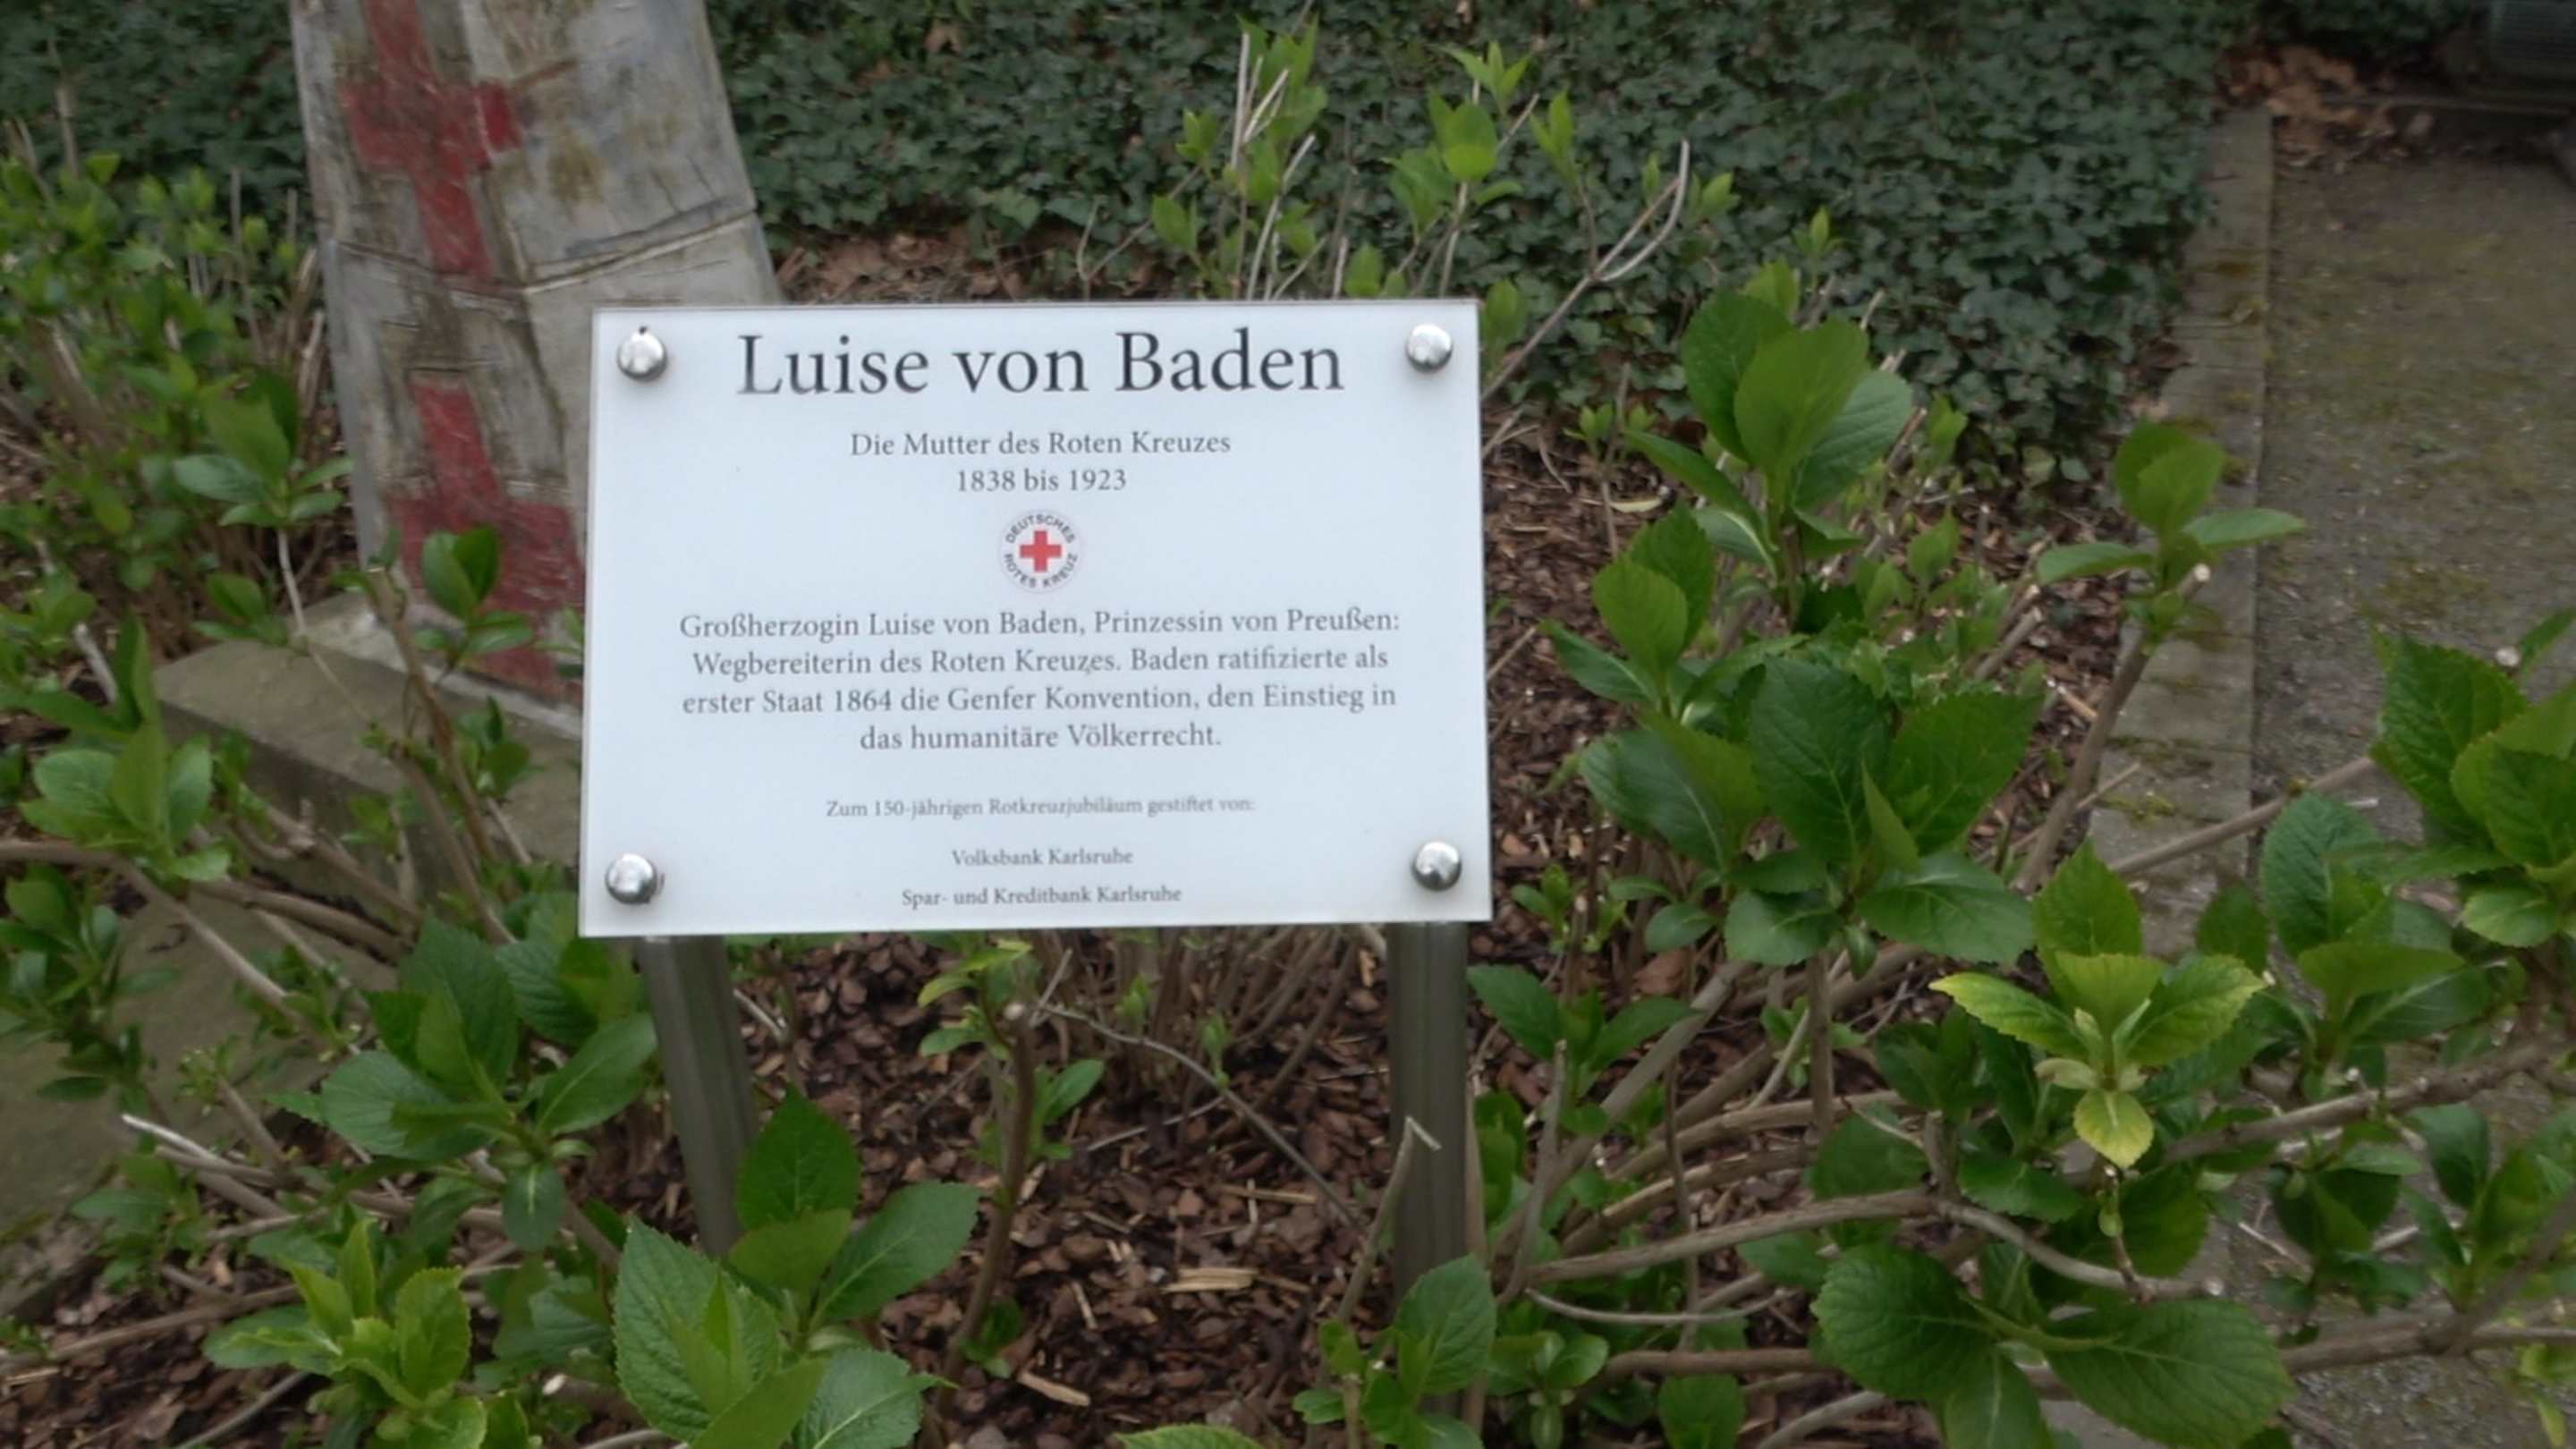 Luise von Baden
Die Mutter des Roten Kreuzes
1838 bis 1923
DEUTSCHES
ROTES KREUZ
Großherzogin Luise von Baden, Prinzessin von Preußen:
Wegbereiterin des Roten Kreuzes. Baden ratifizierte als
erster Staat 1864 die Genfer Konvention, den Einstieg in
das humanitäre Völkerrecht.
Zum 150-jährigen Rotkreuzjubiläum gestiftet von:
Volksbank Karlsruhe
Spar- und Kreditbank Karlsruhe